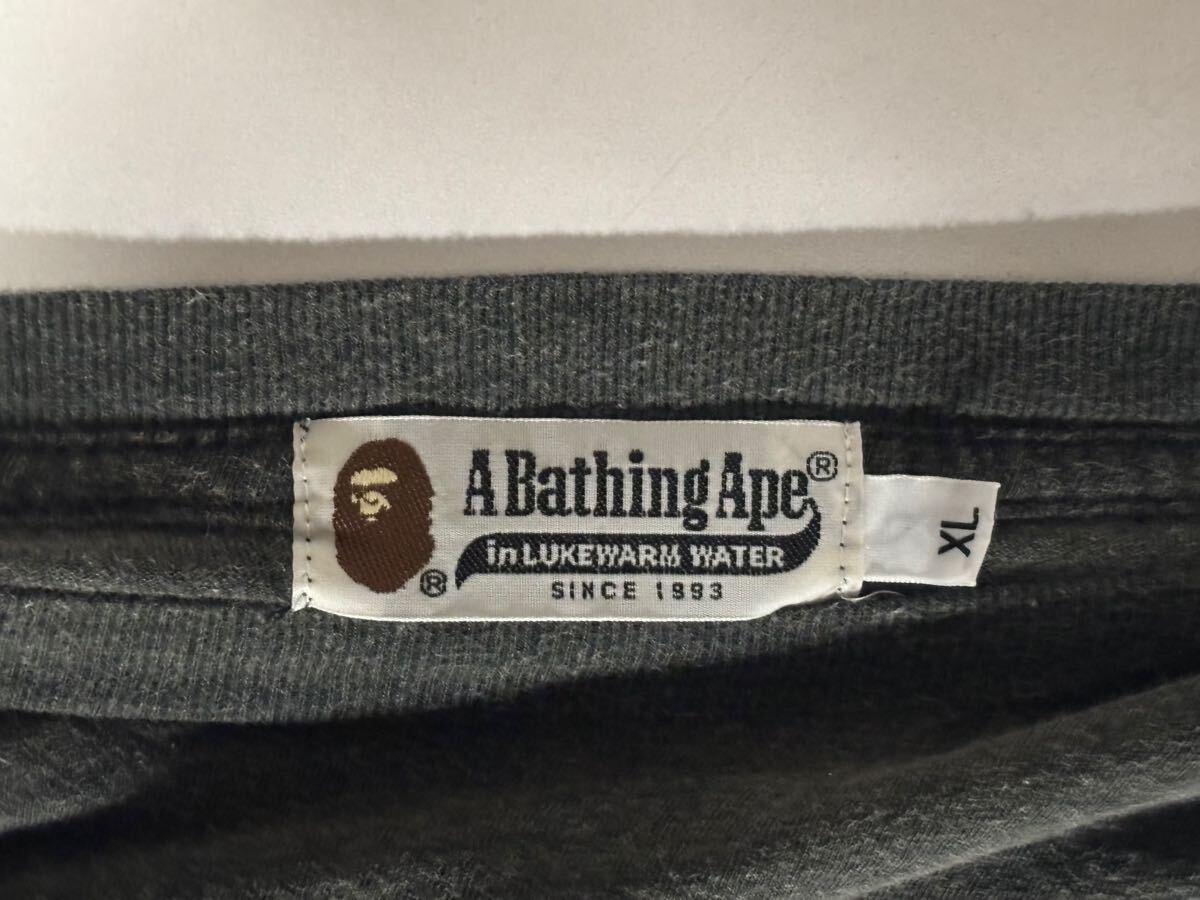 A Bathing Ape®
in LUKEWARM WATER
® SINCE 1993
XL